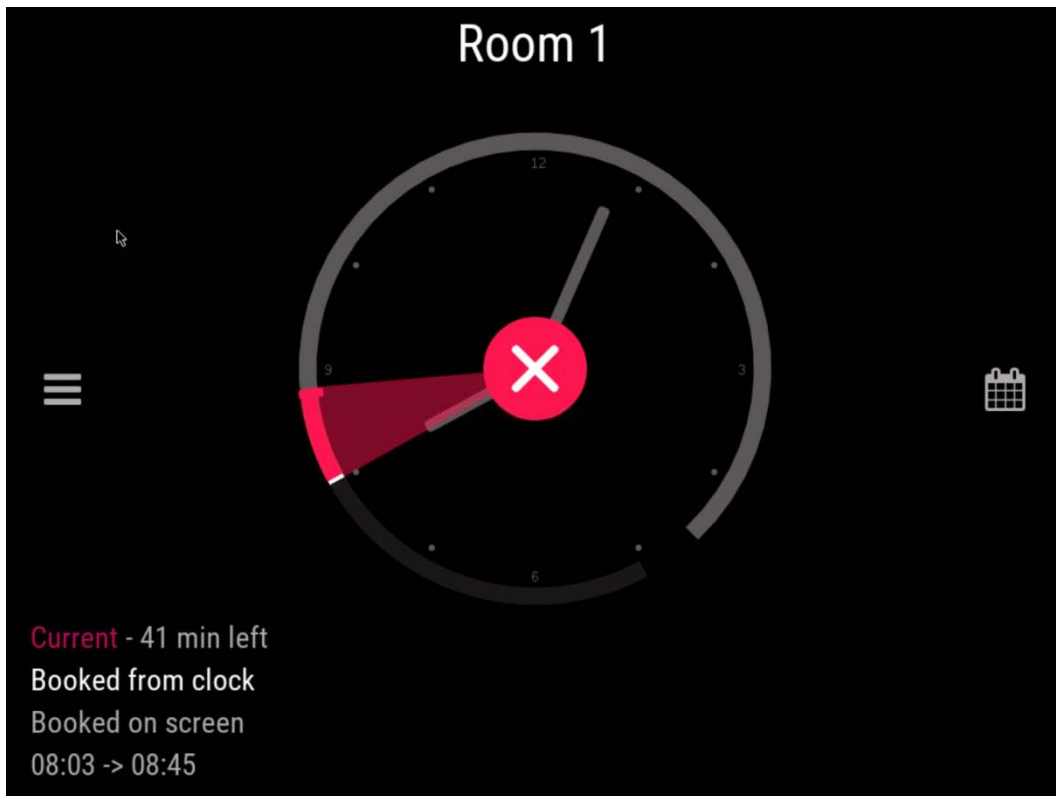 Room 1
12
9
3
6
Current - 41 min left
Booked from clock
Booked on screen
08:03 -> 08:45